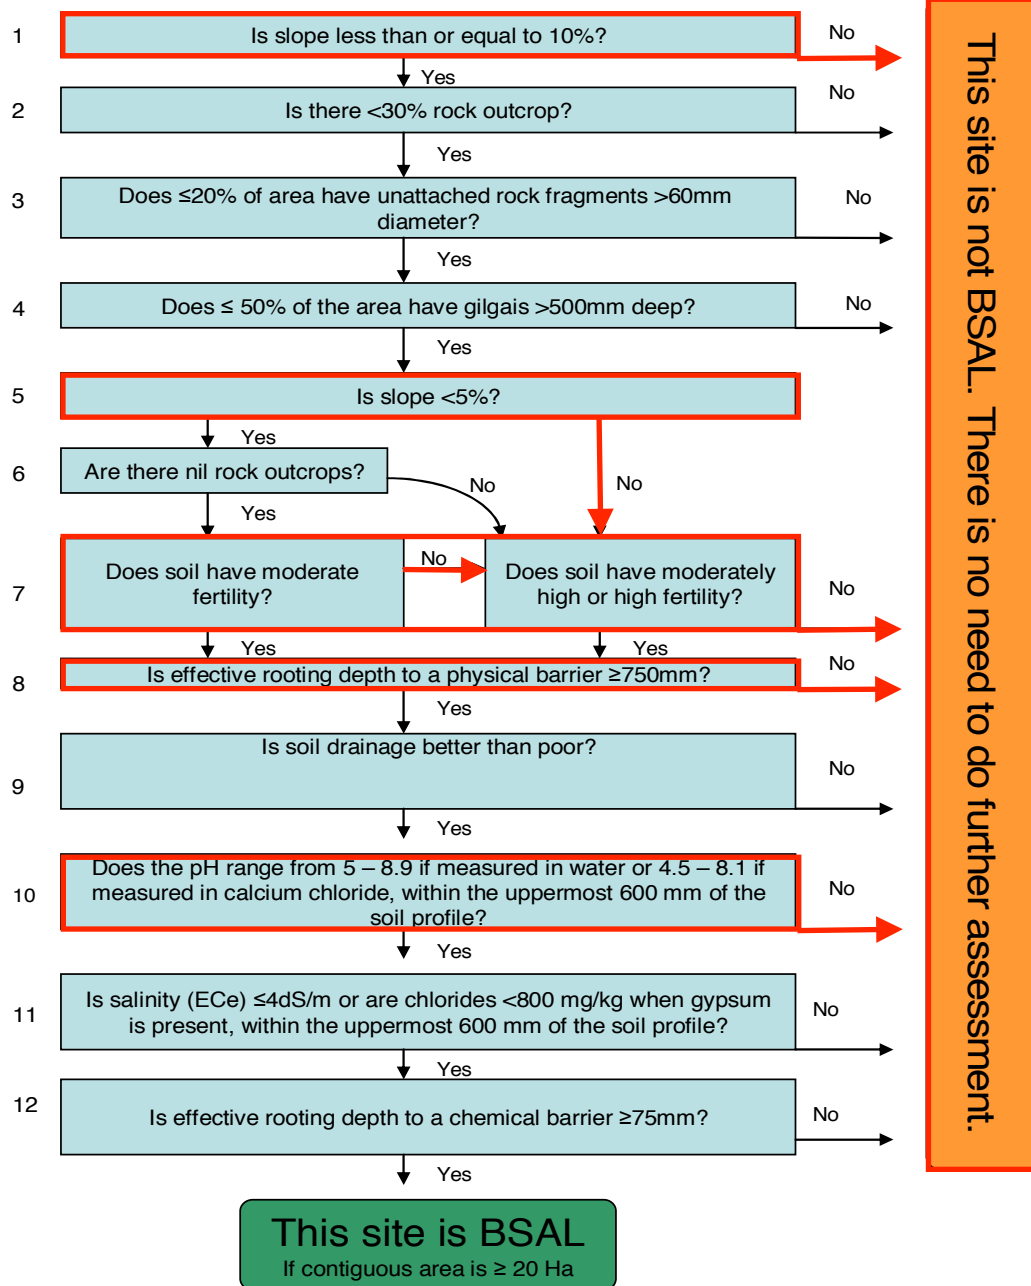 1
Is slope less than or equal to 10%?
No
Yes
2
Is there <30% rock outcrop?
No
Yes
3
Does ≤20% of area have unattached rock fragments >60mm
diameter?
No
Yes
4
Does ≤ 50% of the area have gilgais >500mm deep?
No
Yes
5
Is slope <5%?
Yes
No
6
Are there nil rock outcrops?
No
Yes
7
Does soil have moderate
fertility?
No
Does soil have moderately
high or high fertility?
No
Yes
Yes
8
Is effective rooting depth to a physical barrier ≥750mm?
No
Yes
9
Is soil drainage better than poor?
No
Yes
10
Does the pH range from 5 – 8.9 if measured in water or 4.5 – 8.1 if
measured in calcium chloride, within the uppermost 600 mm of the
soil profile?
No
Yes
11
Is salinity (ECe) ≤4dS/m or are chlorides <800 mg/kg when gypsum
is present, within the uppermost 600 mm of the soil profile?
No
Yes
12
Is effective rooting depth to a chemical barrier ≥75mm?
No
Yes
This site is BSAL
If contiguous area is ≥ 20 Ha
This site is not BSAL. There is no need to do further assessment.